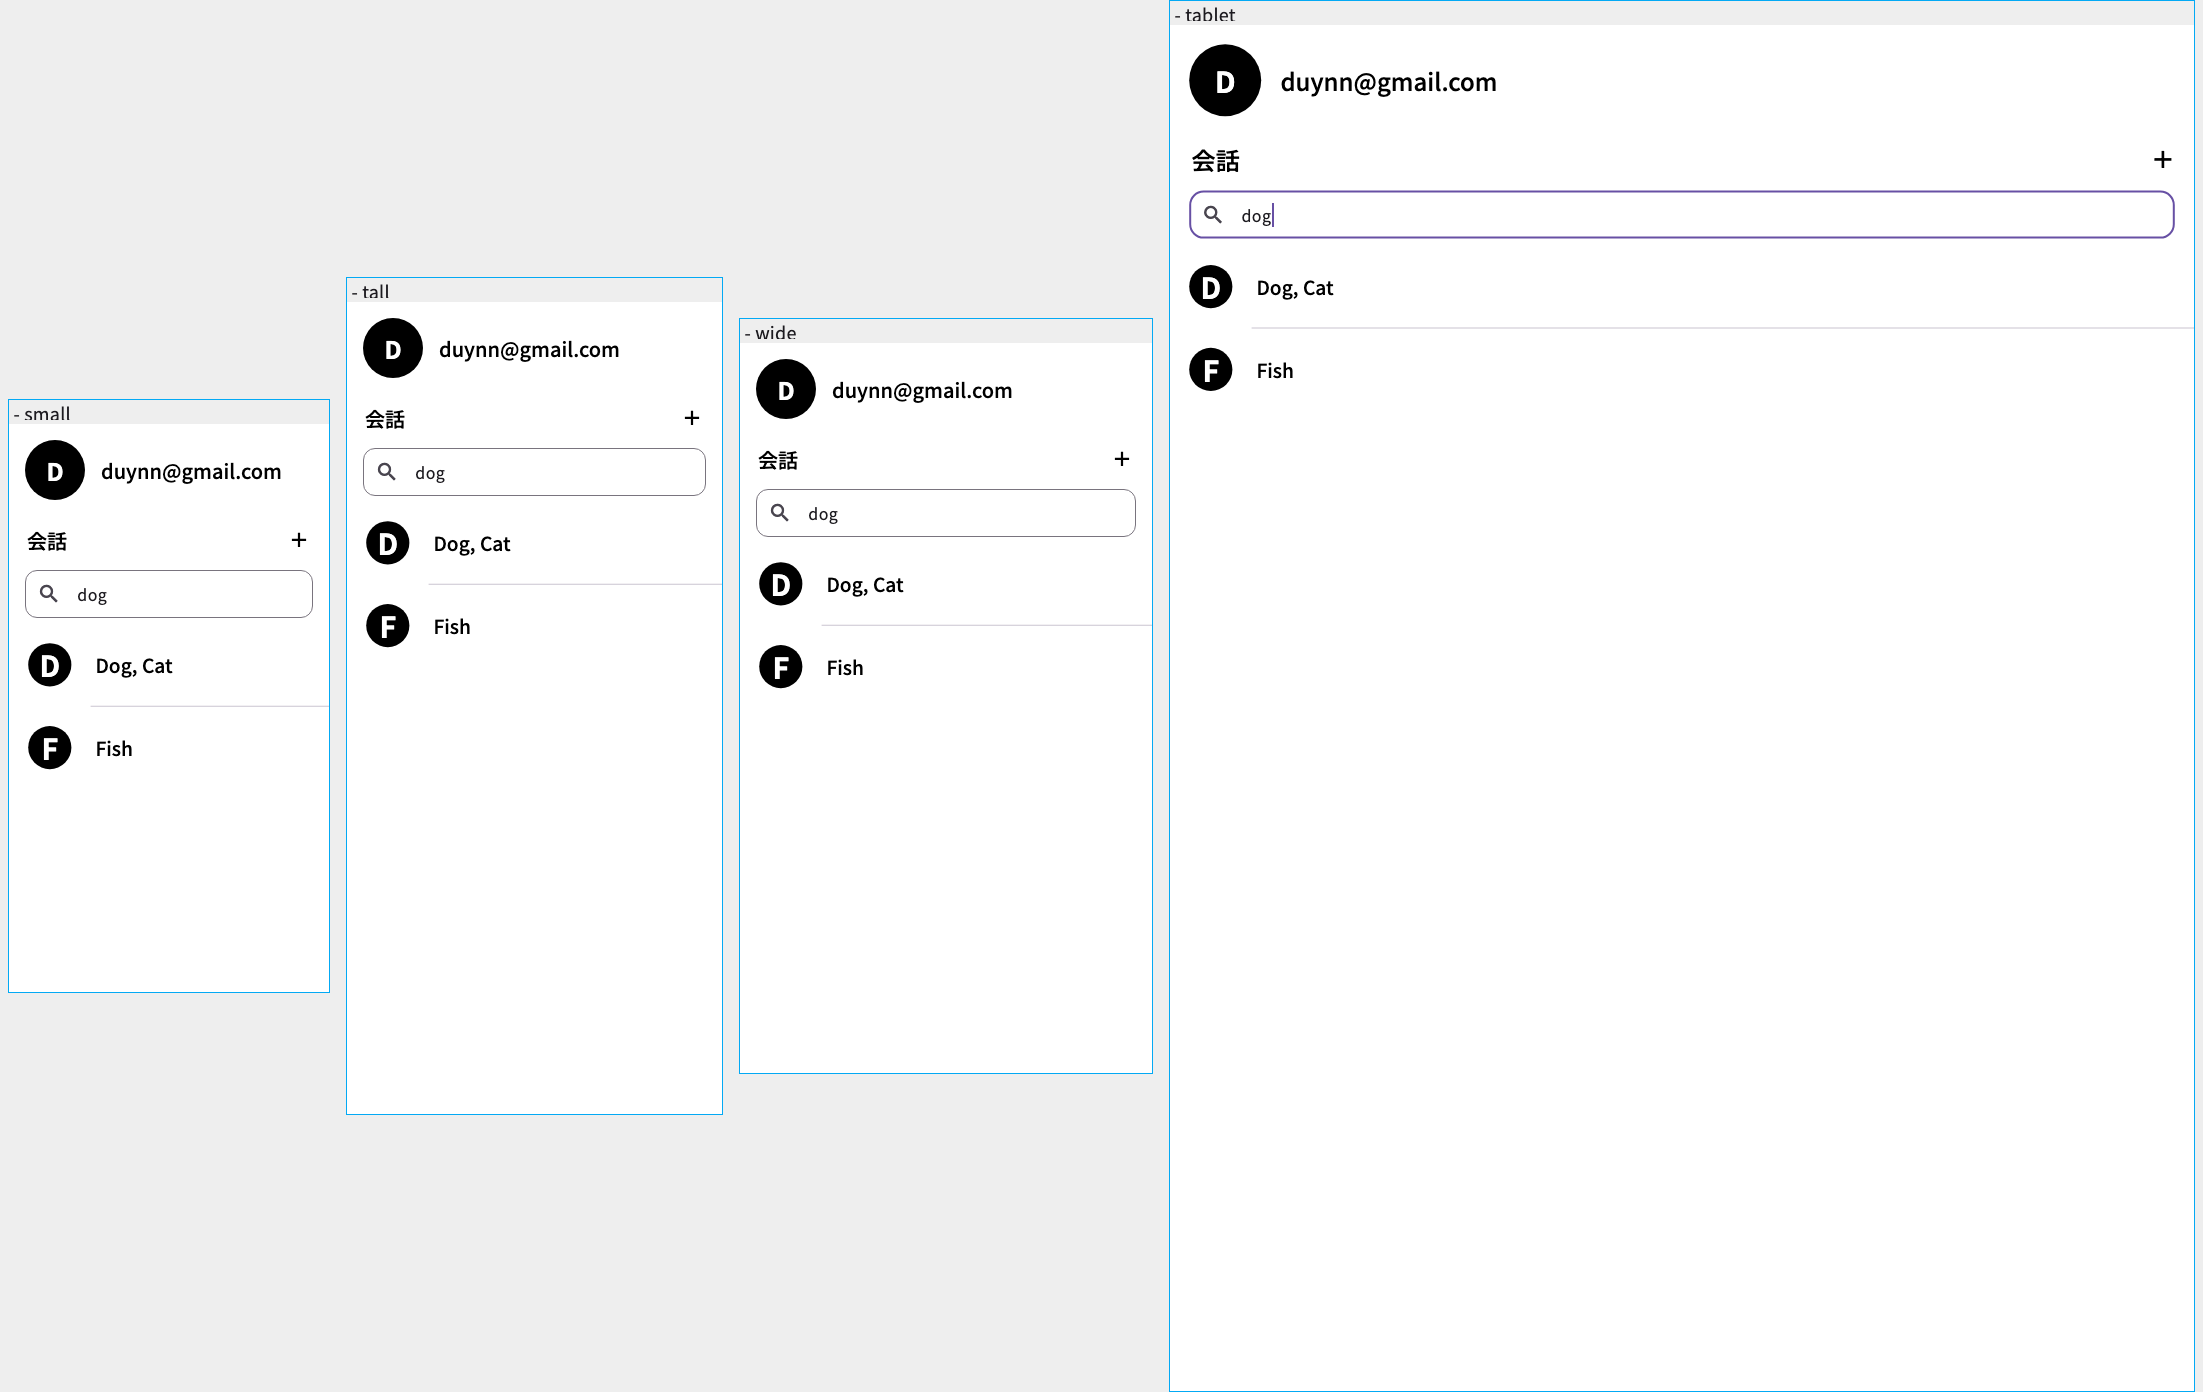 - small
D
duynn@gmail.com
会話
+
dog
D
Dog, Cat
F
Fish
- tall
D
duynn@gmail.com
会話
+
dog
D
Dog, Cat
F
Fish
- wide
D
duynn@gmail.com
会話
+
dog
D
Dog, Cat
F
Fish
- tablet
D
duynn@gmail.com
会話
+
dog
D
Dog, Cat
F
Fish